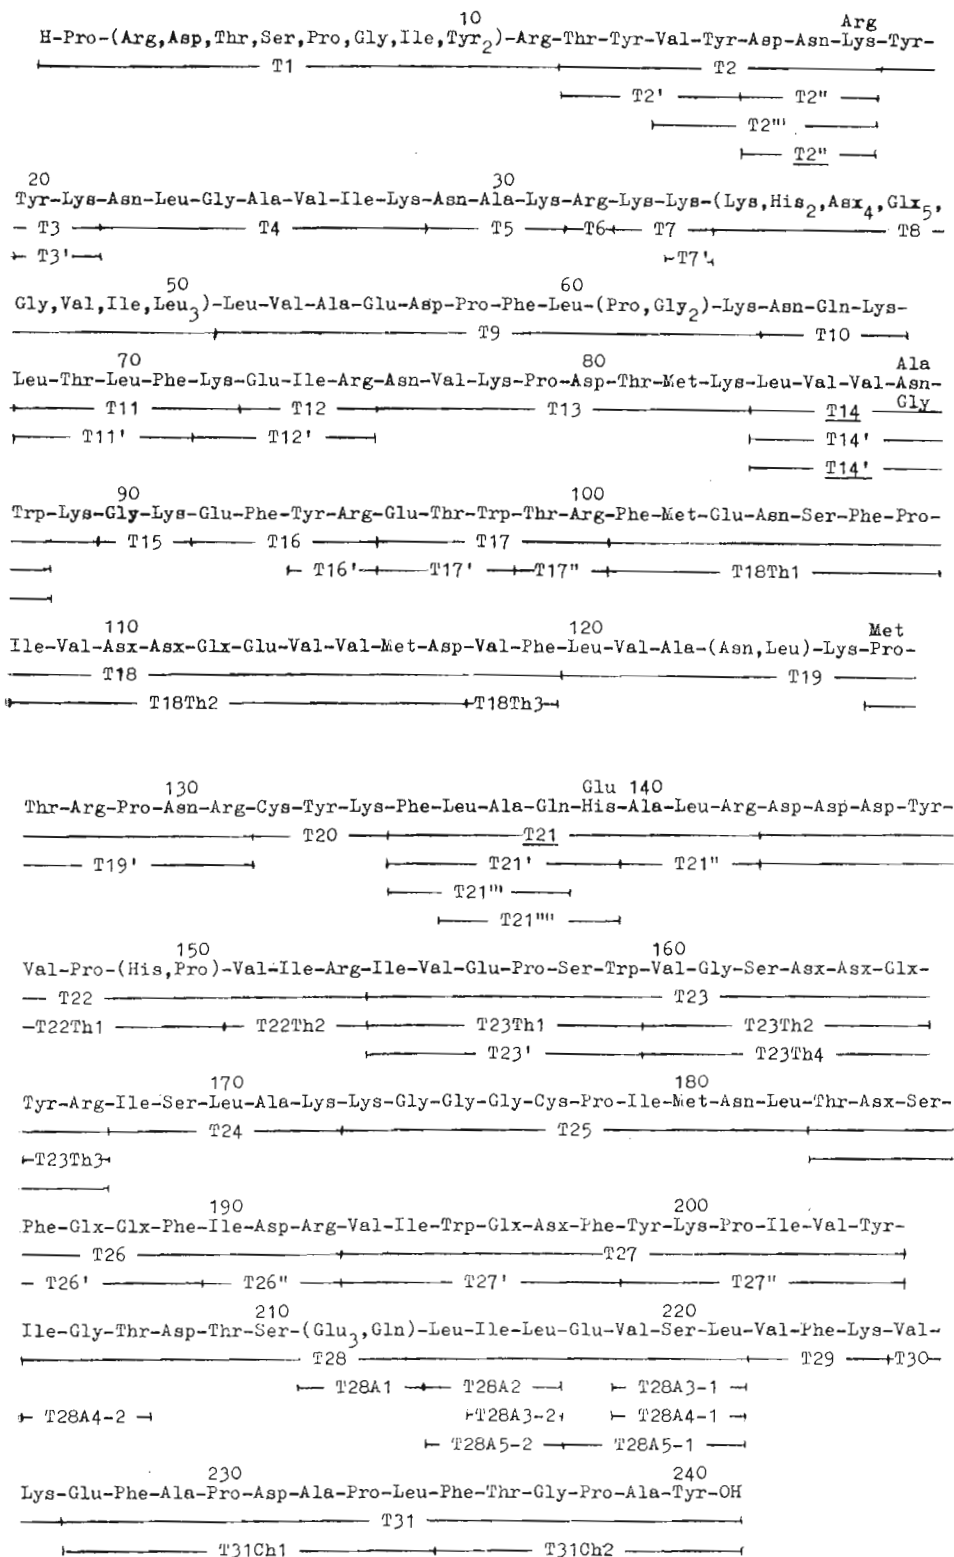 10 Arg
H-Pro-(Arg,Asp,Thr,Ser,Pro,Gly,Ile,Tyr2)-Arg-Thr-Tyr-Val-Tyr-Asp-Asn-Lys-Tyr-
T1 T2
T2' T2"
T2"'
T2"
20 30
Tyr-Lys-Asn-Leu-Gly-Ala-Val-Ile-Lys-Asn-Ala-Lys-Arg-Lys-Lys-(Lys,His2,Asx4,Glx5,
T3 T4 T5 T6 T7 T8
T3' T7'
50 60
Gly,Val,Ile,Leu3)-Leu-Val-Ala-Glu-Asp-Pro-Phe-Leu-(Pro,Gly2)-Lys-Asn-Gln-Lys-
T9 T10
70 80 Ala
Leu-Thr-Leu-Phe-Lys-Glu-Ile-Arg-Asn-Val-Lys-Pro-Asp-Thr-Met-Lys-Leu-Val-Val-Asn-
Gly
T11 T12 T13 T14
T11' T12' T14'
T14'
90 100
Trp-Lys-Gly-Lys-Glu-Phe-Tyr-Arg-Glu-Thr-Trp-Thr-Arg-Phe-Met-Glu-Asn-Ser-Phe-Pro-
T15 T16 T17
T16' T17' T17" T18Th1
110 120 Met
Ile-Val-Asx-Asx-Glx-Glu-Val-Val-Met-Asp-Val-Phe-Leu-Val-Ala-(Asn,Leu)-Lys-Pro-
T18 T19
T18Th2 T18Th3
130 Glu 140
Thr-Arg-Pro-Asn-Arg-Cys-Tyr-Lys-Phe-Leu-Ala-Gln-His-Ala-Leu-Arg-Asp-Asp-Asp-Tyr-
T20 T21
T19' T21' T21"
T21"'
T21""
150 160
Val-Pro-(His,Pro)-Val-Ile-Arg-Ile-Val-Glu-Pro-Ser-Trp-Val-Gly-Ser-Asx-Asx-Glx-
T22 T23
T22Th1 T22Th2 T23Th1 T23Th2
T23' T23Th4
170 180
Tyr-Arg-Ile-Ser-Leu-Ala-Lys-Lys-Gly-Gly-Gly-Cys-Pro-Ile-Met-Asn-Leu-Thr-Asx-Ser-
T24 T25
T23Th3
190 200
Phe-Glx-Glx-Phe-Ile-Asp-Arg-Val-Ile-Trp-Glx-Asx-Phe-Tyr-Lys-Pro-Ile-Val-Tyr-
T26 T27
T26' T26" T27' T27"
210 220
Ile-Gly-Thr-Asp-Thr-Ser-(Glu3,Gln)-Leu-Ile-Leu-Glu-Val-Ser-Leu-Val-Phe-Lys-Val-
T28 T29 T30
T28A1 T28A2 T28A3-1
T28A4-2 T28A3-2 T28A4-1
T28A5-2 T28A5-1
230 240
Lys-Glu-Phe-Ala-Pro-Asp-Ala-Pro-Leu-Phe-Thr-Gly-Pro-Ala-Tyr-OH
T31
T31Ch1 T31Ch2